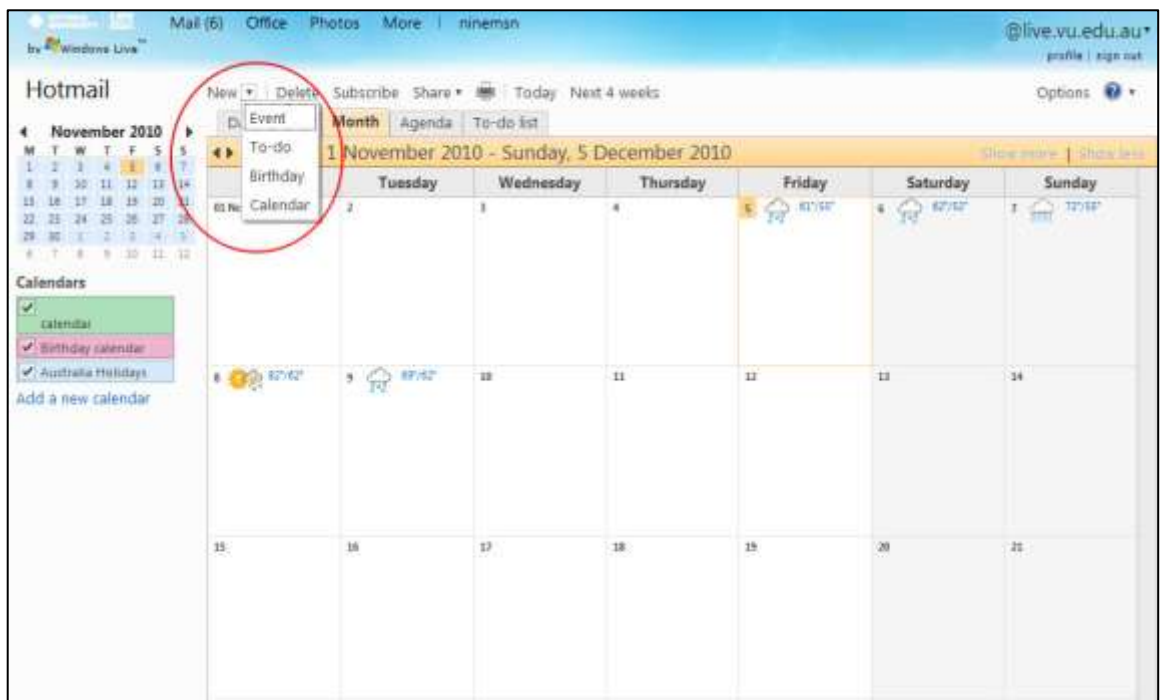 Mail (6) Office Photos More | ninemsn
@live.vu.edu.au
by Windows Live™
profile | sign out
Hotmail
New Delete Subscribe Share Today Next 4 weeks
Options
Event
Month Agenda To-do list
November 2010
To-do
1 November 2010 - Sunday, 5 December 2010
Show more | Show less
M T W T F S S
1 2 3 4 5 6 7
8 9 10 11 12 13 14
15 16 17 18 19 20 21
22 23 24 25 26 27 28
29 30 1 2 3 4 5
6 7 8 9 10 11 12
Birthday
Calendar
Tuesday Wednesday Thursday Friday Saturday Sunday
2 3 4 5 6 7
72°/58°
Calendars
calendar
Birthday calendar
Australia Holidays
Add a new calendar
8 82°/62° 9 10 11 12 13 14
15 16 17 18 19 20 21